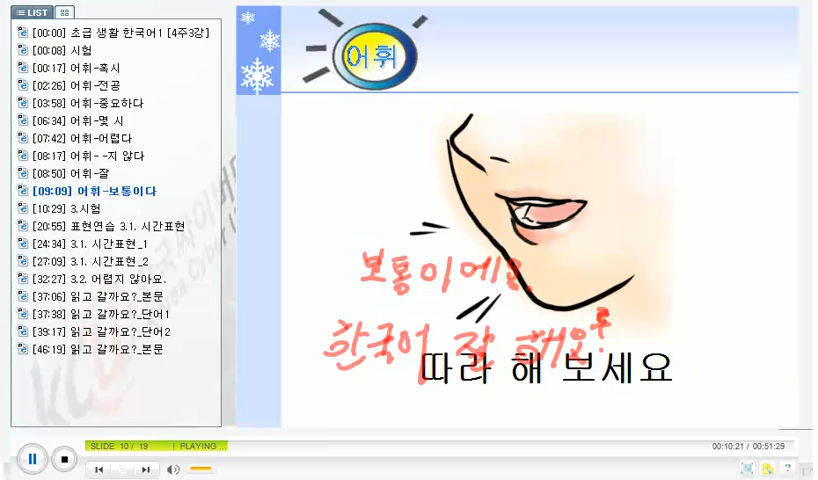 LIST
[00:00] 초급 생활 한국어1 [4주3강]
[00:08] 시험
[00:17] 어휘-혹시
[02:26] 어휘-전공
[03:58] 어휘-중요하다
[06:34] 어휘-몇 시
[07:42] 어휘-어렵다
[08:17] 어휘- -지 않다
[08:50] 어휘-잘
[09:09] 어휘-보통이다
[10:29] 3.시험
[20:55] 표현연습 3.1. 시간표현
[24:34] 3.1. 시간표현_1
[27:09] 3.1. 시간표현_2
[32:27] 3.2. 어렵지 않아요.
[37:06] 읽고 갈까요?_본문
[37:38] 읽고 갈까요?_단어1
[39:17] 읽고 갈까요?_단어2
[46:19] 읽고 갈까요?_본문
어휘
보통이에요.
한국어 잘 해요?
따라 해 보세요
SLIDE 10 / 19 | PLAYING ...
00:10:21 / 00:51:29